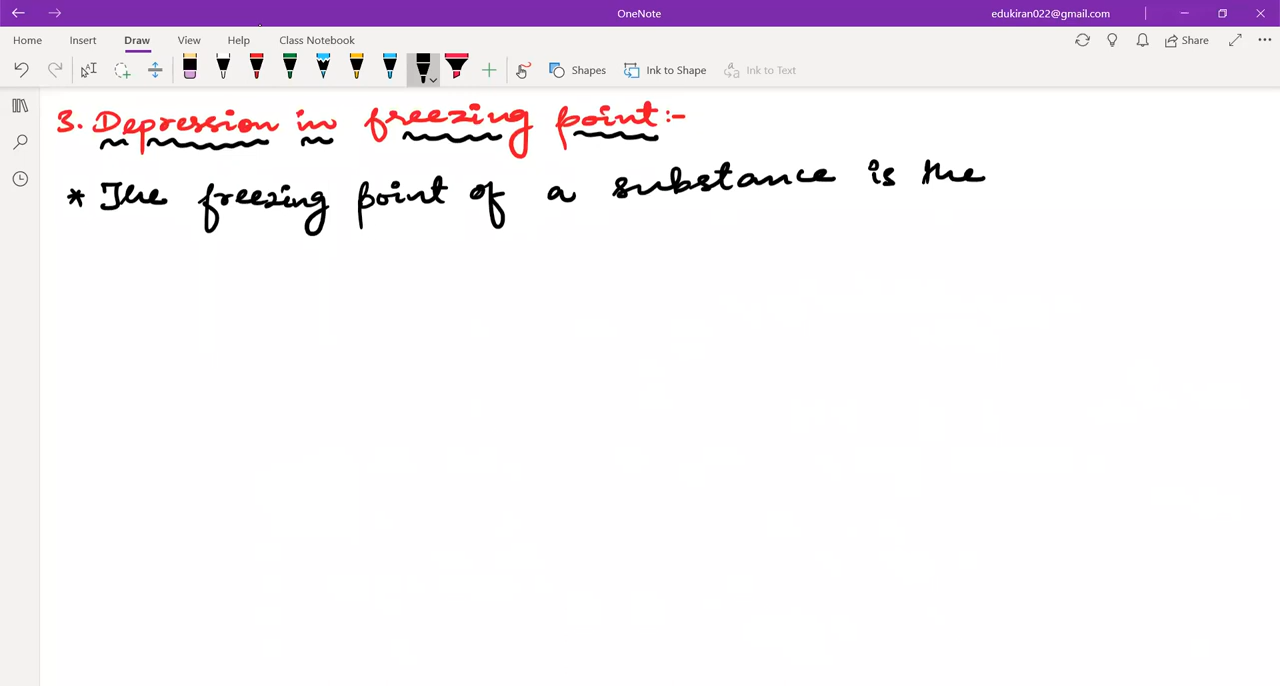 OneNote
edukiran022@gmail.com
Home Insert Draw View Help Class Notebook
Share
Shapes Ink to Shape Ink to Text
3. Depression in freezing point:-
* The freezing point of a substance is the